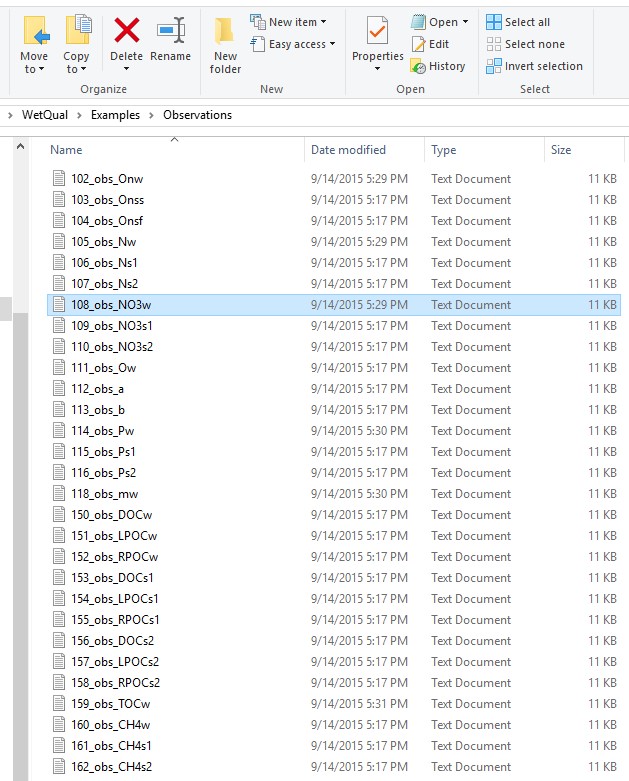 Move to
Copy to
Delete
Rename
New folder
New item
Easy access
Properties
Open
Edit
History
Select all
Select none
Invert selection
Organize
New
Open
Select
WetQual > Examples > Observations
Name Date modified Type Size
102_obs_Onw 9/14/2015 5:29 PM Text Document 11 KB
103_obs_Onss 9/14/2015 5:17 PM Text Document 11 KB
104_obs_Onsf 9/14/2015 5:17 PM Text Document 11 KB
105_obs_Nw 9/14/2015 5:29 PM Text Document 11 KB
106_obs_Ns1 9/14/2015 5:17 PM Text Document 11 KB
107_obs_Ns2 9/14/2015 5:17 PM Text Document 11 KB
108_obs_NO3w 9/14/2015 5:29 PM Text Document 11 KB
109_obs_NO3s1 9/14/2015 5:17 PM Text Document 11 KB
110_obs_NO3s2 9/14/2015 5:17 PM Text Document 11 KB
111_obs_Ow 9/14/2015 5:17 PM Text Document 11 KB
112_obs_a 9/14/2015 5:17 PM Text Document 11 KB
113_obs_b 9/14/2015 5:17 PM Text Document 11 KB
114_obs_Pw 9/14/2015 5:30 PM Text Document 11 KB
115_obs_Ps1 9/14/2015 5:17 PM Text Document 11 KB
116_obs_Ps2 9/14/2015 5:17 PM Text Document 11 KB
118_obs_mw 9/14/2015 5:30 PM Text Document 11 KB
150_obs_DOCw 9/14/2015 5:17 PM Text Document 11 KB
151_obs_LPOCw 9/14/2015 5:17 PM Text Document 11 KB
152_obs_RPOCw 9/14/2015 5:17 PM Text Document 11 KB
153_obs_DOCs1 9/14/2015 5:17 PM Text Document 11 KB
154_obs_LPOCs1 9/14/2015 5:17 PM Text Document 11 KB
155_obs_RPOCs1 9/14/2015 5:17 PM Text Document 11 KB
156_obs_DOCs2 9/14/2015 5:17 PM Text Document 11 KB
157_obs_LPOCs2 9/14/2015 5:17 PM Text Document 11 KB
158_obs_RPOCs2 9/14/2015 5:17 PM Text Document 11 KB
159_obs_TOCw 9/14/2015 5:31 PM Text Document 11 KB
160_obs_CH4w 9/14/2015 5:17 PM Text Document 11 KB
161_obs_CH4s1 9/14/2015 5:17 PM Text Document 11 KB
162_obs_CH4s2 9/14/2015 5:17 PM Text Document 11 KB